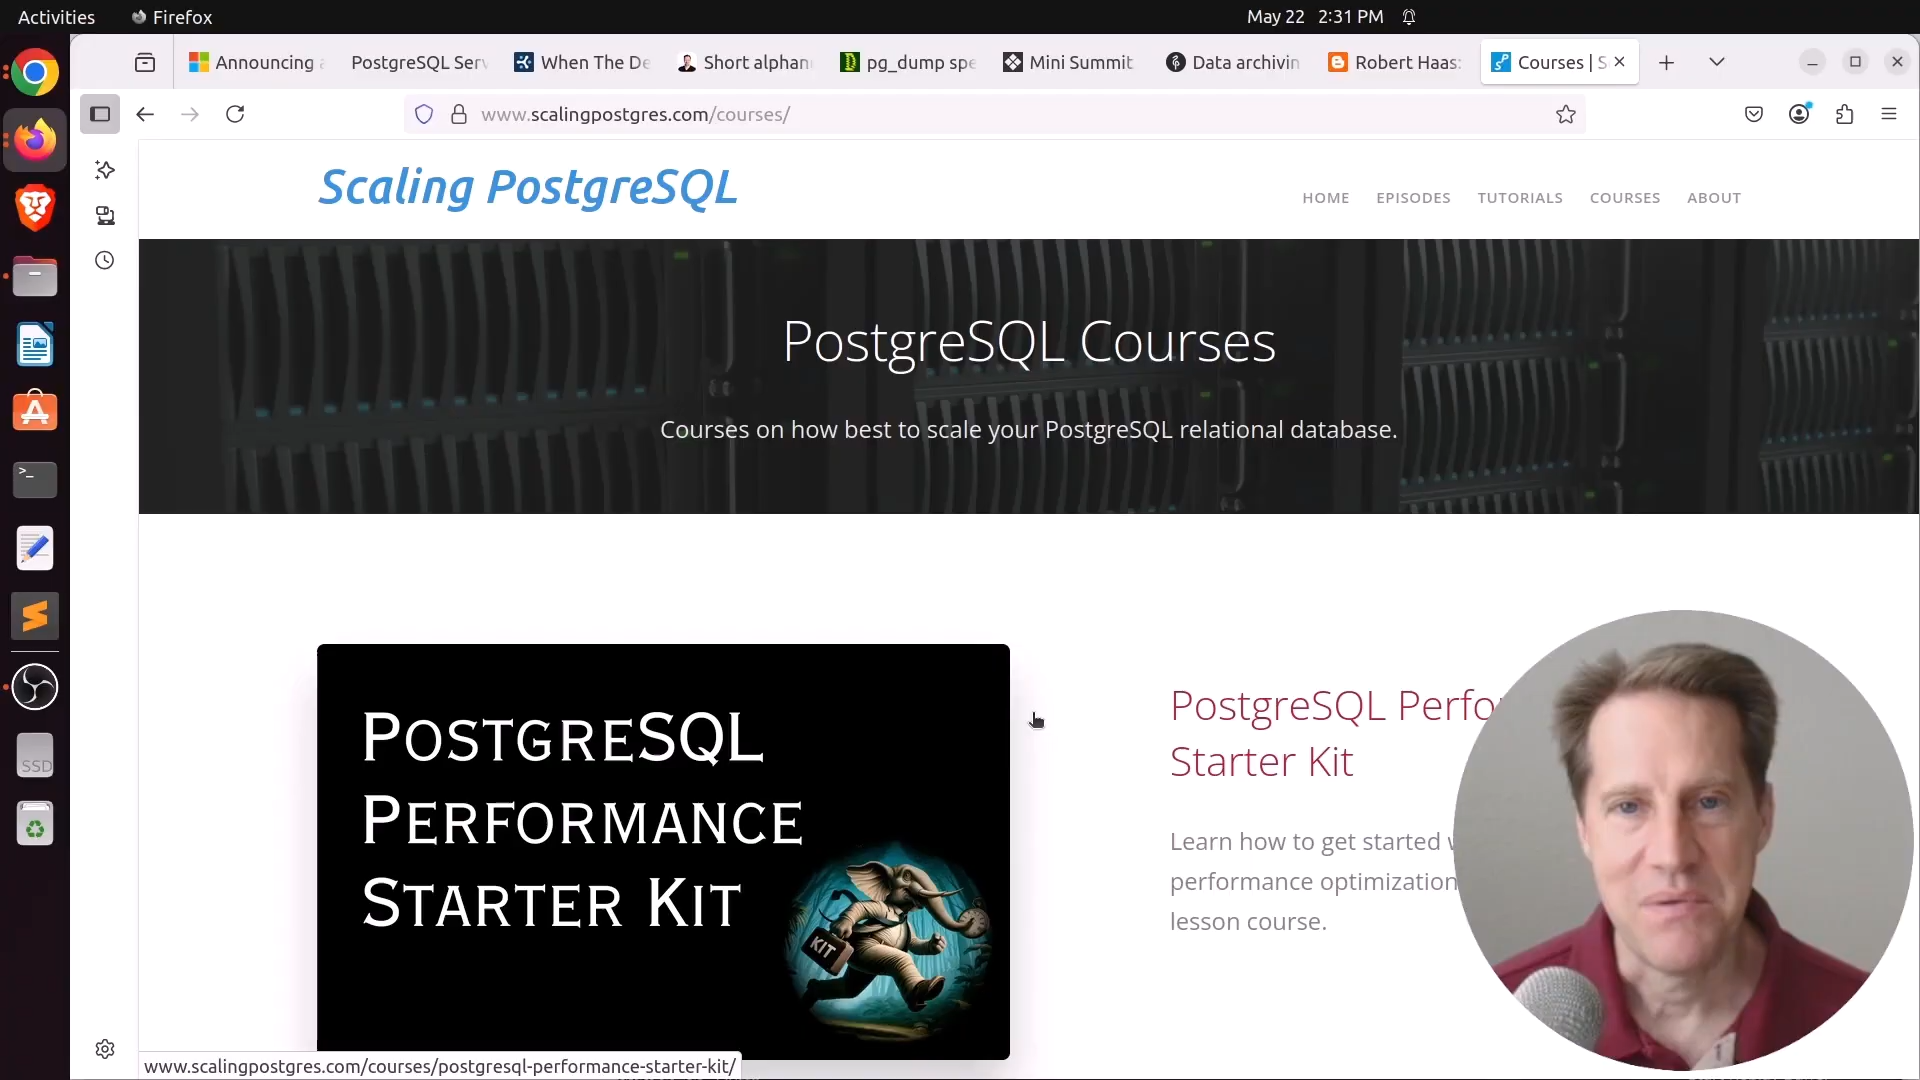 Activities
Firefox
May 22 2:31 PM
Announcing a
PostgreSQL Serv
When The De
Short alphan
pg_dump spe
Mini Summit
Data archivin
Robert Haas:
Courses | S
www.scalingpostgres.com/courses/
Scaling PostgreSQL
HOME
EPISODES
TUTORIALS
COURSES
ABOUT
PostgreSQL Courses
Courses on how best to scale your PostgreSQL relational database.
PostgreSQL
Performance
Starter Kit
KIT
PostgreSQL Perfo
Starter Kit
Learn how to get started
performance optimization
lesson course.
SSD
www.scalingpostgres.com/courses/postgresql-performance-starter-kit/